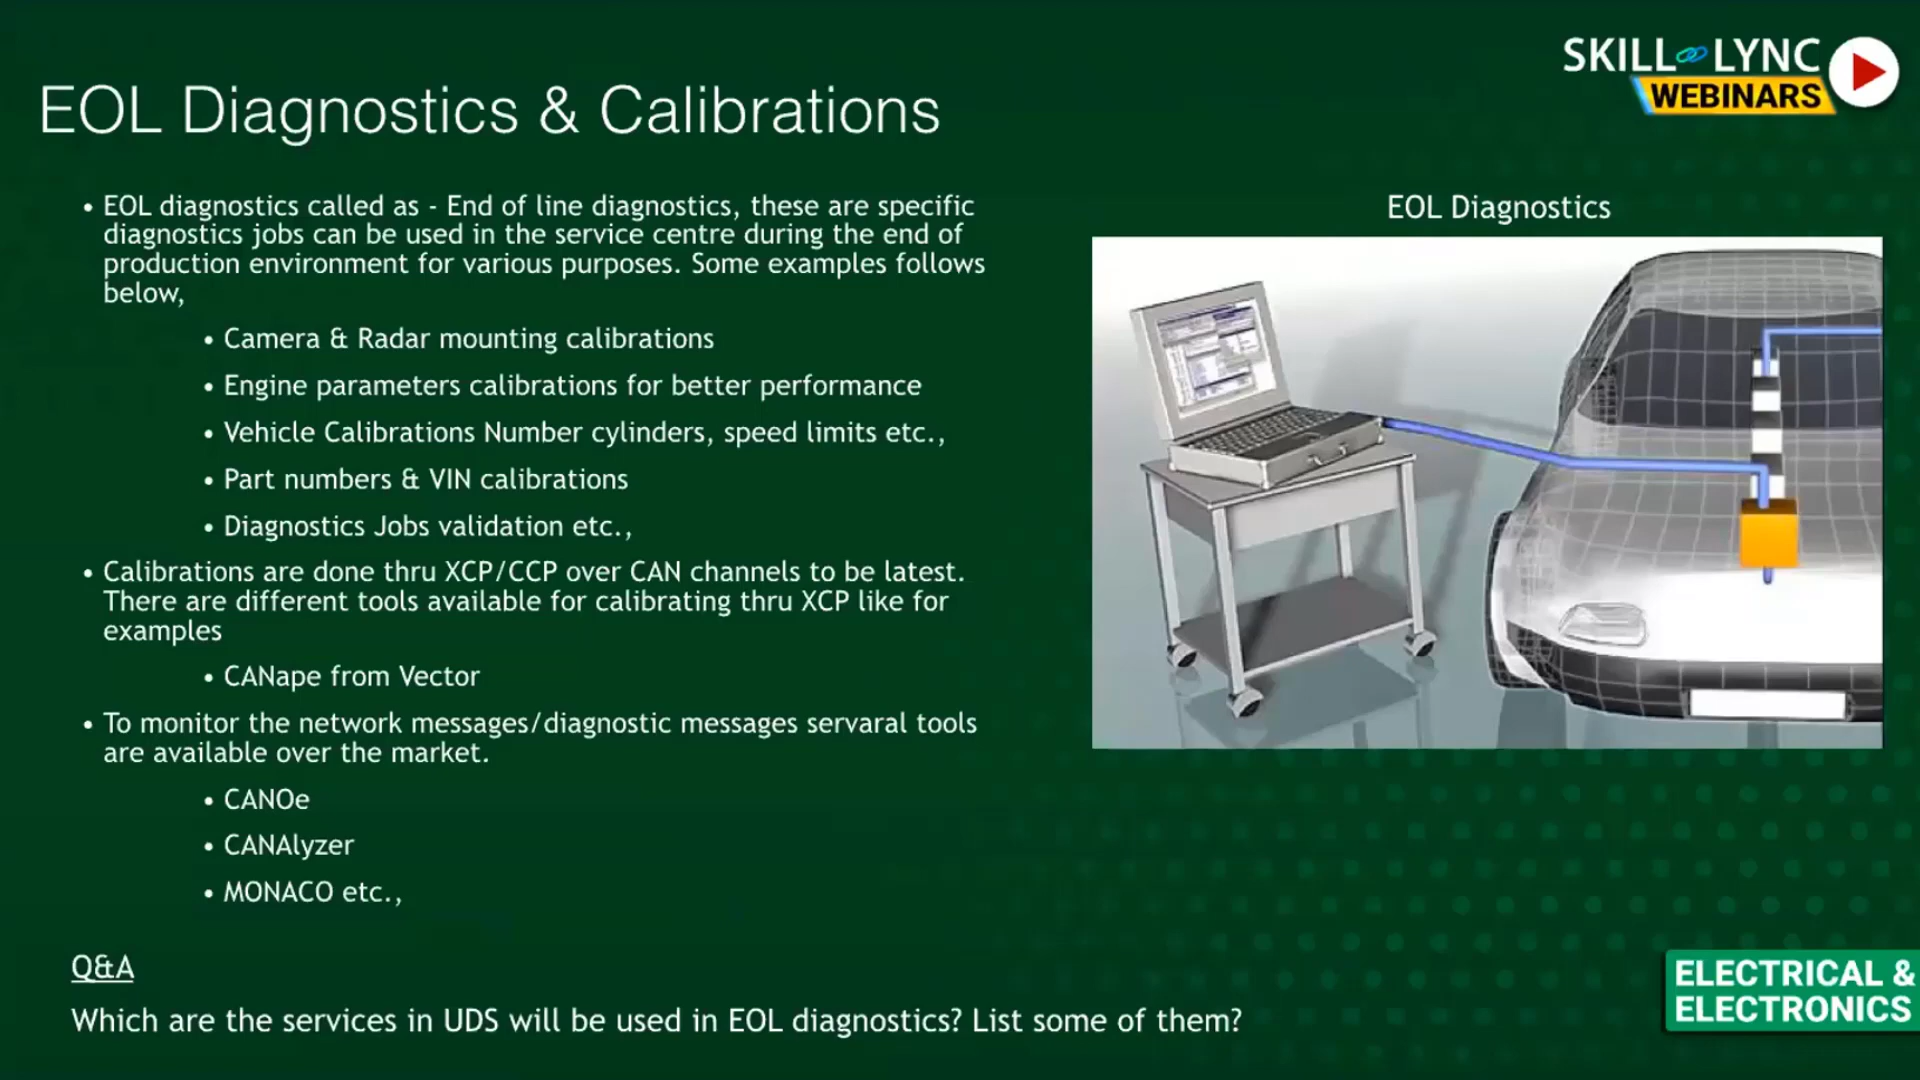 SKILL LYNC
WEBINARS
EOL Diagnostics & Calibrations
• EOL diagnostics called as - End of line diagnostics, these are specific
diagnostics jobs can be used in the service centre during the end of
production environment for various purposes. Some examples follows
below,
• Camera & Radar mounting calibrations
• Engine parameters calibrations for better performance
• Vehicle Calibrations Number cylinders, speed limits etc.,
• Part numbers & VIN calibrations
• Diagnostics Jobs validation etc.,
• Calibrations are done thru XCP/CCP over CAN channels to be latest.
There are different tools available for calibrating thru XCP like for
examples
• CANape from Vector
• To monitor the network messages/diagnostic messages servaral tools
are available over the market.
• CANOe
• CANAlyzer
• MONACO etc.,
EOL Diagnostics
Q&A
Which are the services in UDS will be used in EOL diagnostics? List some of them?
ELECTRICAL &
ELECTRONICS